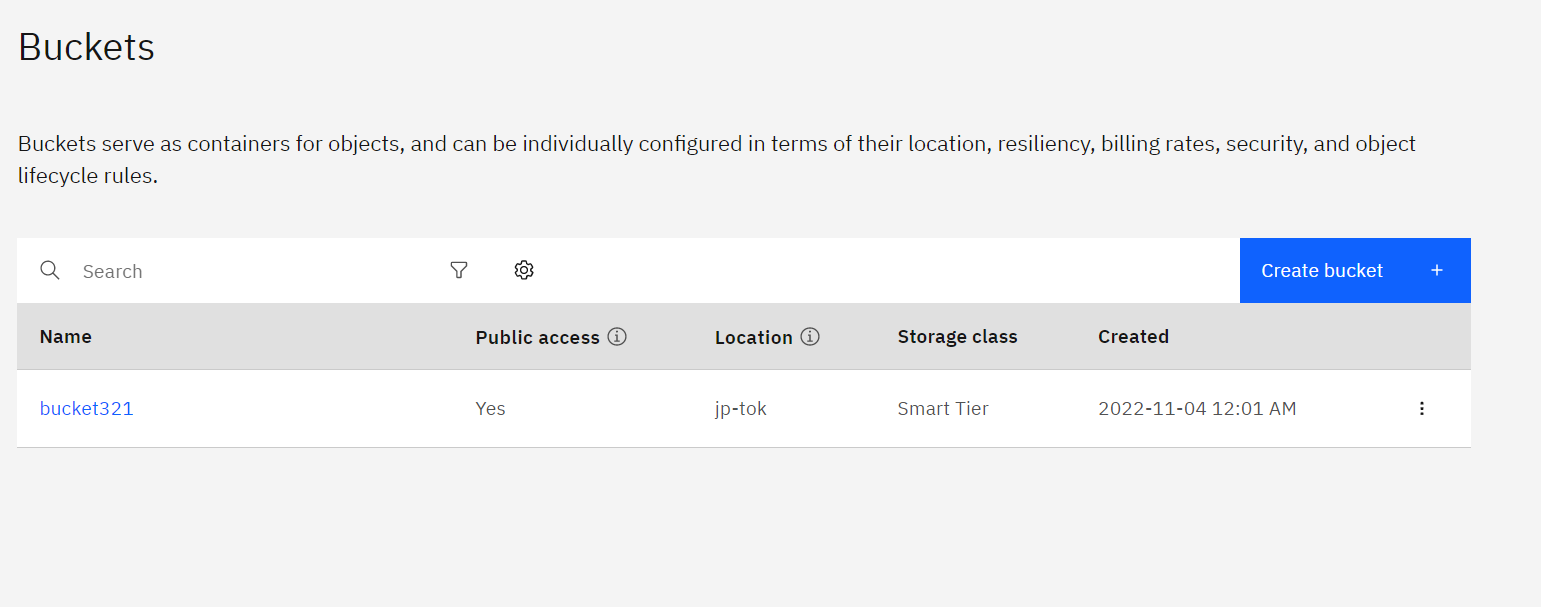 Buckets
Buckets serve as containers for objects, and can be individually configured in terms of their location, resiliency, billing rates, security, and object
lifecycle rules.
Search
Create bucket +
Name Public access Location Storage class Created
bucket321 Yes jp-tok Smart Tier 2022-11-04 12:01 AM